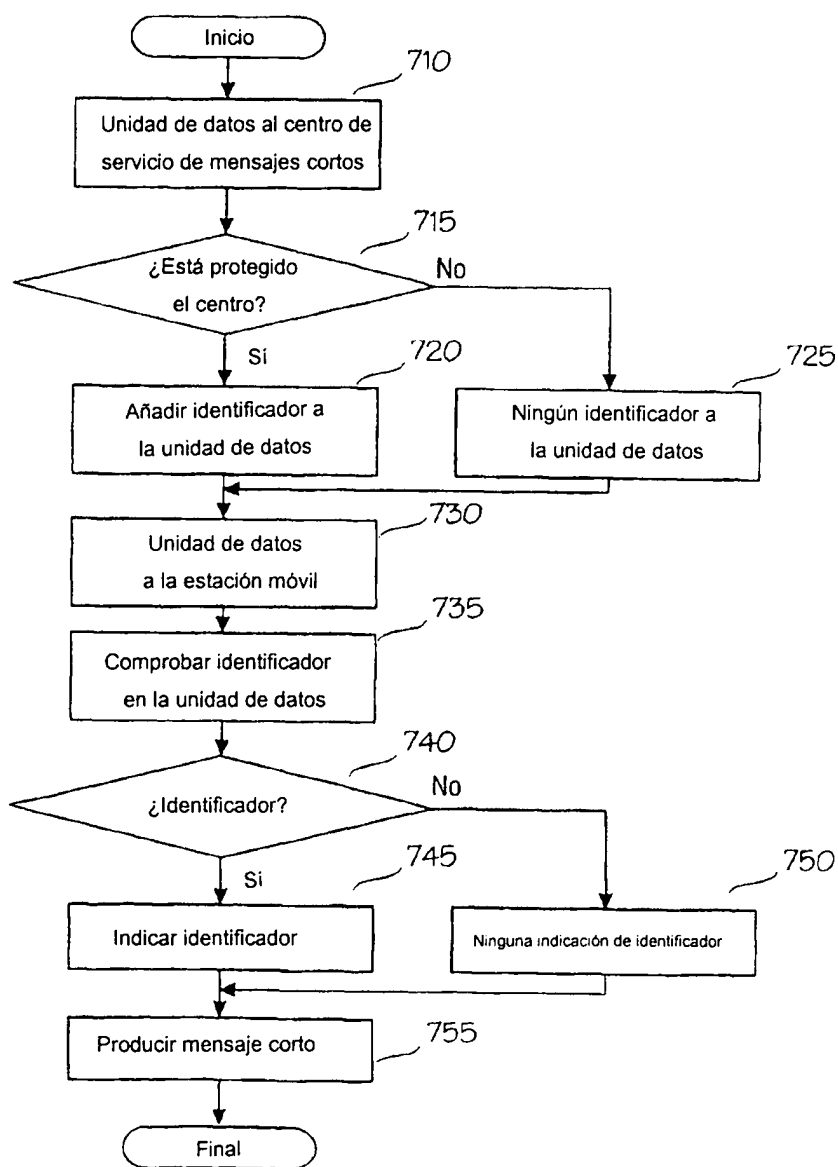 Inicio
710
Unidad de datos al centro de
servicio de mensajes cortos
715
¿Está protegido
el centro?
No
Sí
720
Añadir identificador a
la unidad de datos
725
Ningún identificador a
la unidad de datos
730
Unidad de datos
a la estación móvil
735
Comprobar identificador
en la unidad de datos
740
¿Identificador?
No
Sí
745
Indicar identificador
750
Ninguna indicación de identificador
Producir mensaje corto
755
Final